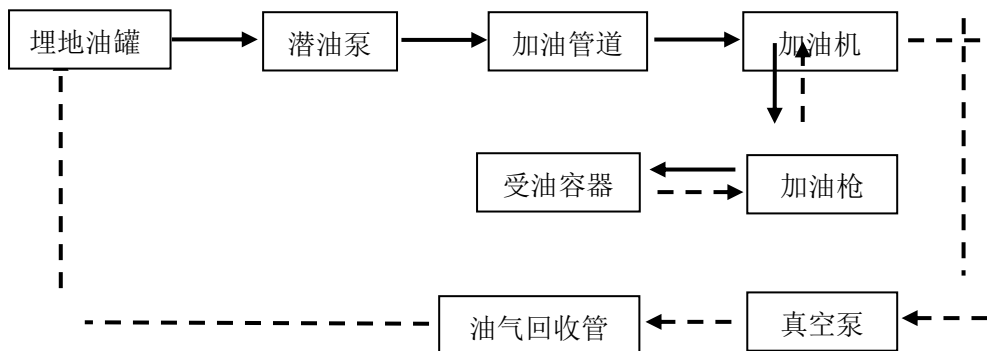 埋地油罐
潜油泵
加油管道
加油机
受油容器
加油枪
油气回收管
真空泵